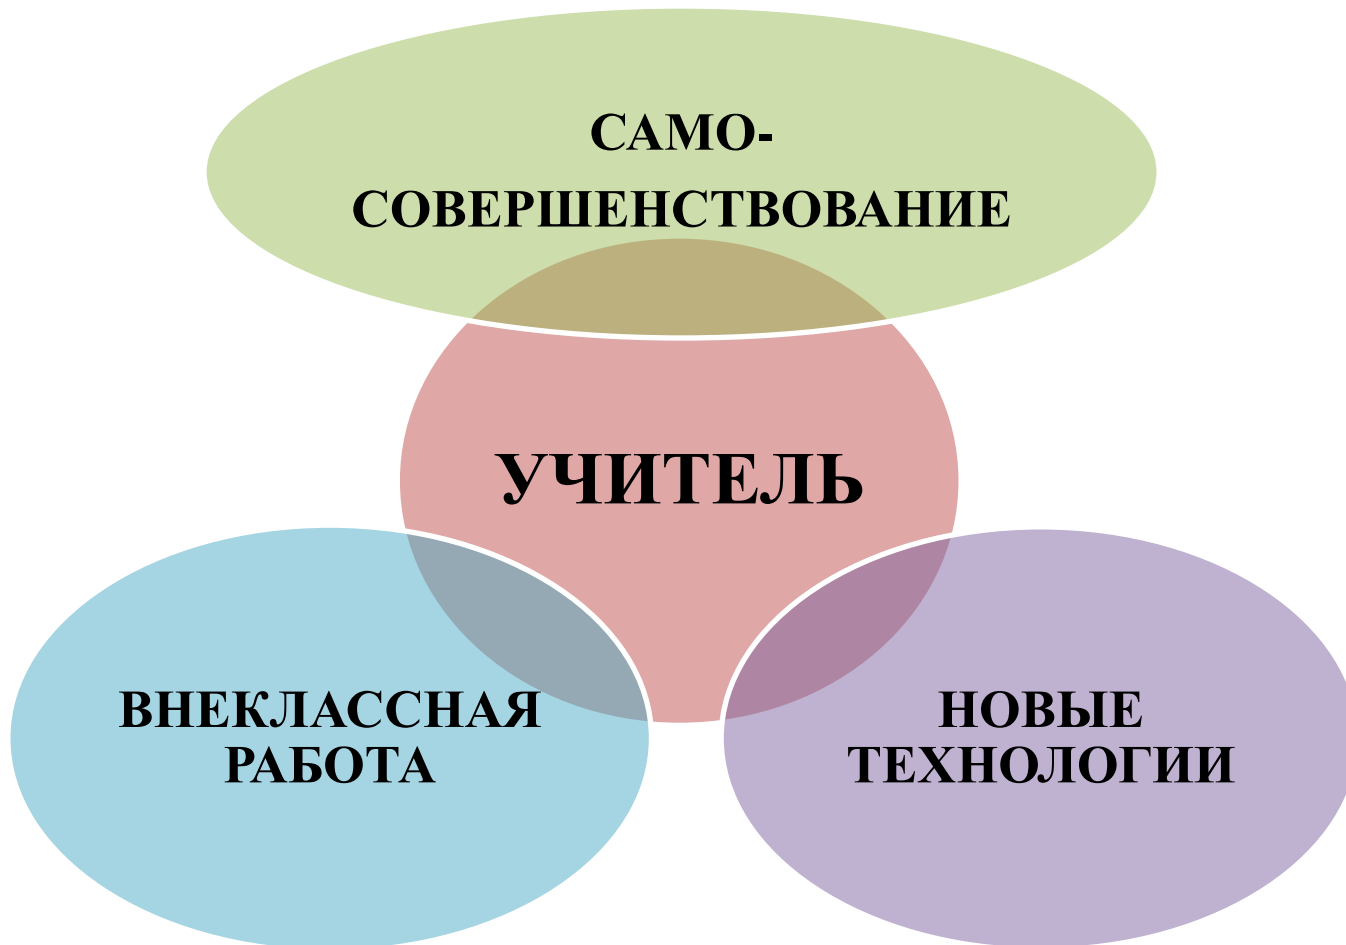 САМО-
СОВЕРШЕНСТВОВАНИЕ
УЧИТЕЛЬ
ВНЕКЛАССНАЯ
РАБОТА
НОВЫЕ
ТЕХНОЛОГИИ